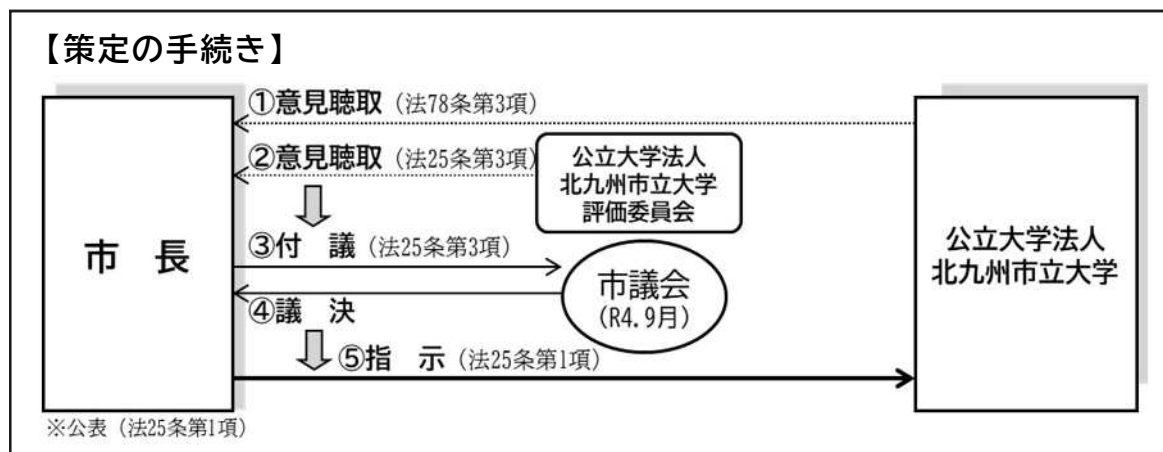 【策定の手続き】
①意見聴取（法78条第3項）
②意見聴取（法25条第3項）
公立大学法人
北九州市立大学
評価委員会
③付　議（法25条第3項）
市　長
市議会
（R4.9月）
④議　決
⑤指　示（法25条第1項）
公立大学法人
北九州市立大学
※公表（法25条第1項）